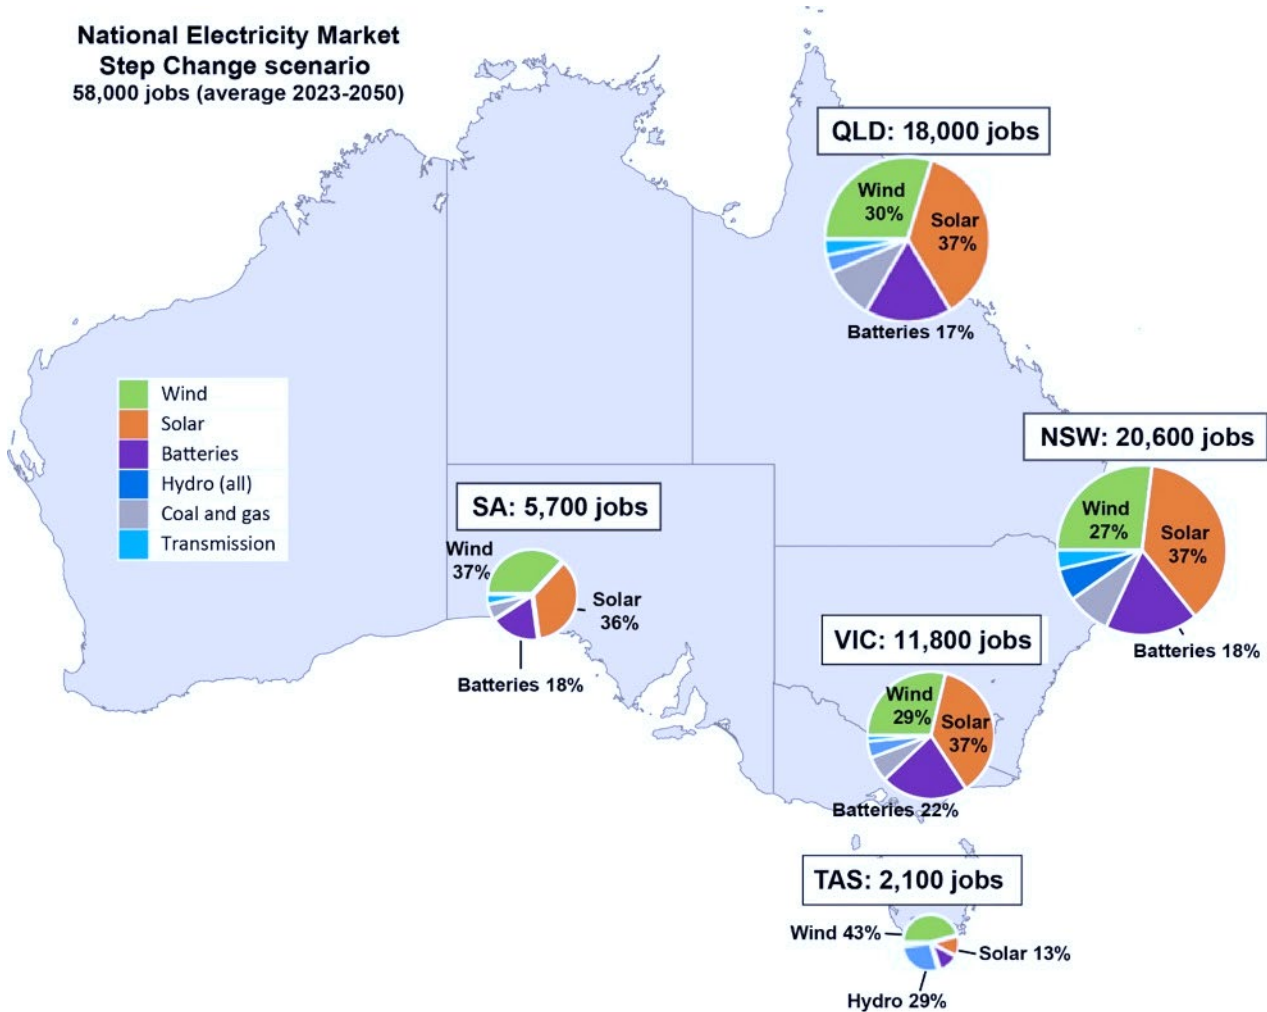 National Electricity Market
Step Change scenario
58,000 jobs (average 2023-2050)
QLD: 18,000 jobs
Wind
30%
Solar
37%
Batteries 17%
Wind
Solar
Batteries
Hydro (all)
Coal and gas
Transmission
NSW: 20,600 jobs
Wind
27%
Solar
37%
Batteries 18%
SA: 5,700 jobs
Wind
37%
Solar
36%
Batteries 18%
VIC: 11,800 jobs
Wind
29%
Solar
37%
Batteries 22%
TAS: 2,100 jobs
Wind 43%
Solar 13%
Hydro 29%